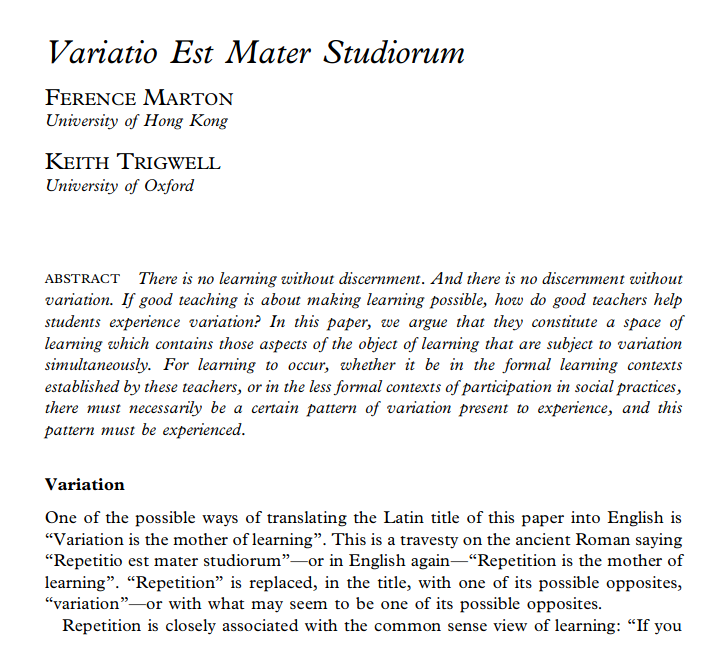 Variatio Est Mater Studiorum
FERENCE MARTON
University of Hong Kong
KEITH TRIGWELL
University of Oxford
ABSTRACT There is no learning without discernment. And there is no discernment without
variation. If good teaching is about making learning possible, how do good teachers help
students experience variation? In this paper, we argue that they constitute a space of
learning which contains those aspects of the object of learning that are subject to variation
simultaneously. For learning to occur, whether it be in the formal learning contexts
established by these teachers, or in the less formal contexts of participation in social practices,
there must necessarily be a certain pattern of variation present to experience, and this
pattern must be experienced.
Variation
One of the possible ways of translating the Latin title of this paper into English is
“Variation is the mother of learning”. This is a travesty on the ancient Roman saying
“Repetitio est mater studiorum”—or in English again—“Repetition is the mother of
learning”. “Repetition” is replaced, in the title, with one of its possible opposites,
“variation”—or with what may seem to be one of its possible opposites.
Repetition is closely associated with the common sense view of learning: “If you